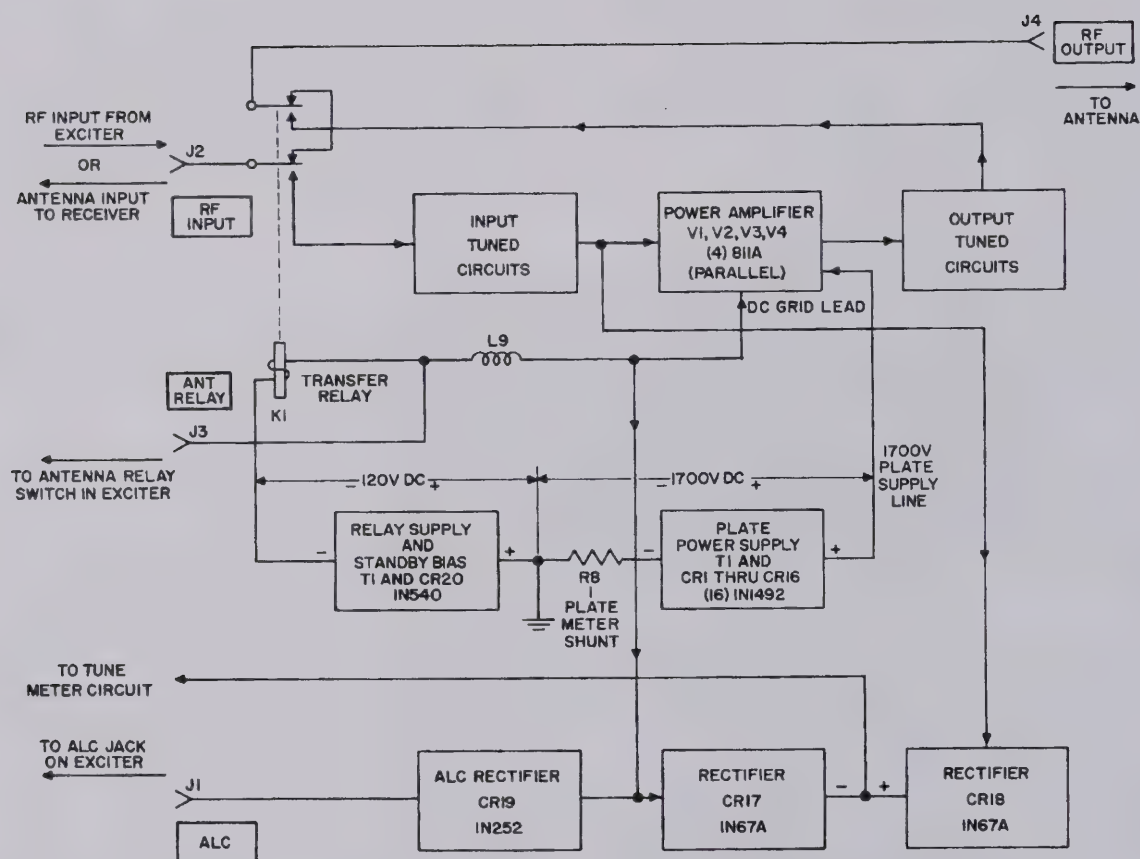 J4
RF
OUTPUT
TO
ANTENNA
RF INPUT FROM
EXCITER
OR
ANTENNA INPUT
TO RECEIVER
J2
RF
INPUT
INPUT
TUNED
CIRCUITS
POWER AMPLIFIER
V1, V2, V3, V4
(4) 811A
(PARALLEL)
OUTPUT
TUNED
CIRCUITS
DC GRID LEAD
L9
ANT
RELAY
TRANSFER
RELAY
K1
J3
TO ANTENNA RELAY
SWITCH IN EXCITER
- 120V DC +
- 1700V DC +
1700V
PLATE
SUPPLY
LINE
- RELAY SUPPLY +
AND
STANDBY BIAS
T1 AND CR20
1N540
R8
1
PLATE
METER
SHUNT
- PLATE +
POWER SUPPLY
T1 AND
CR1 THRU CR16
(16) 1N1492
TO TUNE
METER CIRCUIT
TO ALC JACK
ON EXCITER
J1
ALC
ALC RECTIFIER
CR19
1N252
RECTIFIER
CR17
1N67A
- +
RECTIFIER
CR18
1N67A